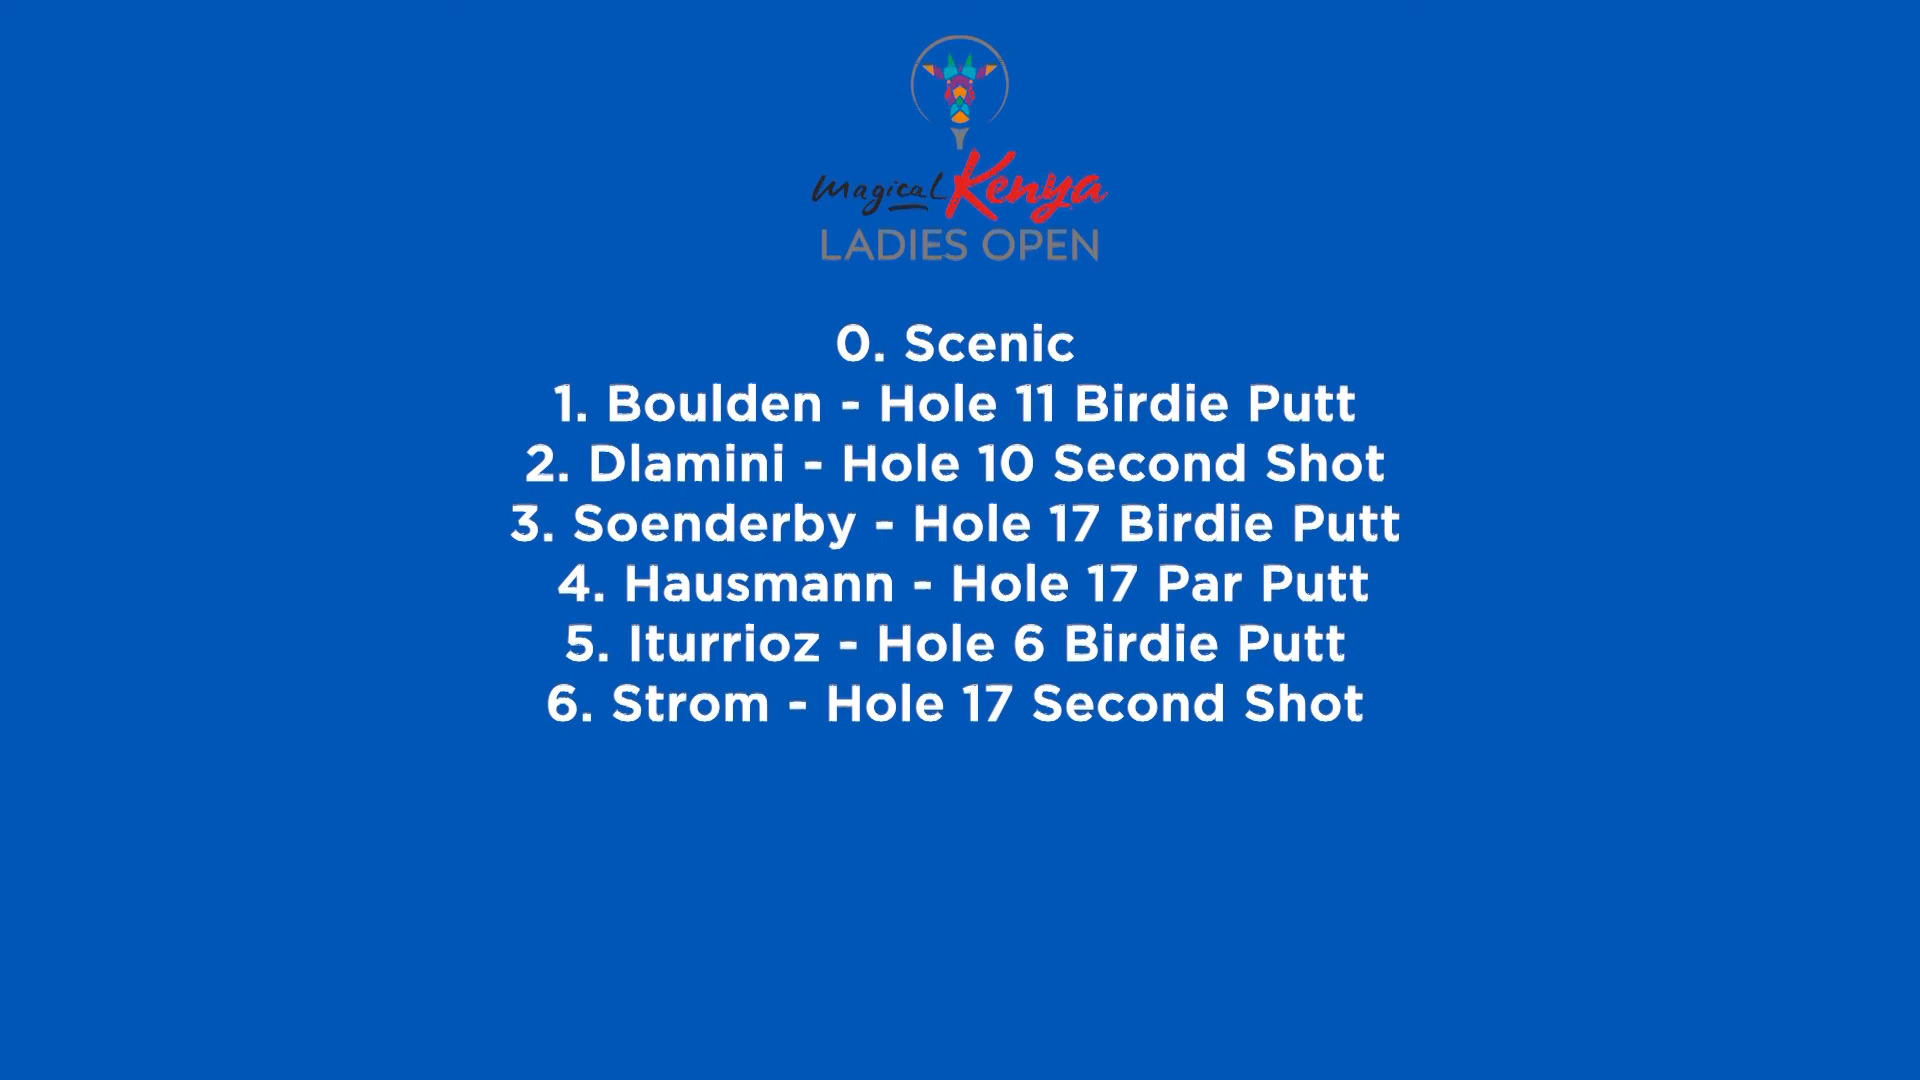 Magical Kenya
LADIES OPEN
0. Scenic
1. Boulden - Hole 11 Birdie Putt
2. Dlamini - Hole 10 Second Shot
3. Soenderby - Hole 17 Birdie Putt
4. Hausmann - Hole 17 Par Putt
5. Iturrioz - Hole 6 Birdie Putt
6. Strom - Hole 17 Second Shot